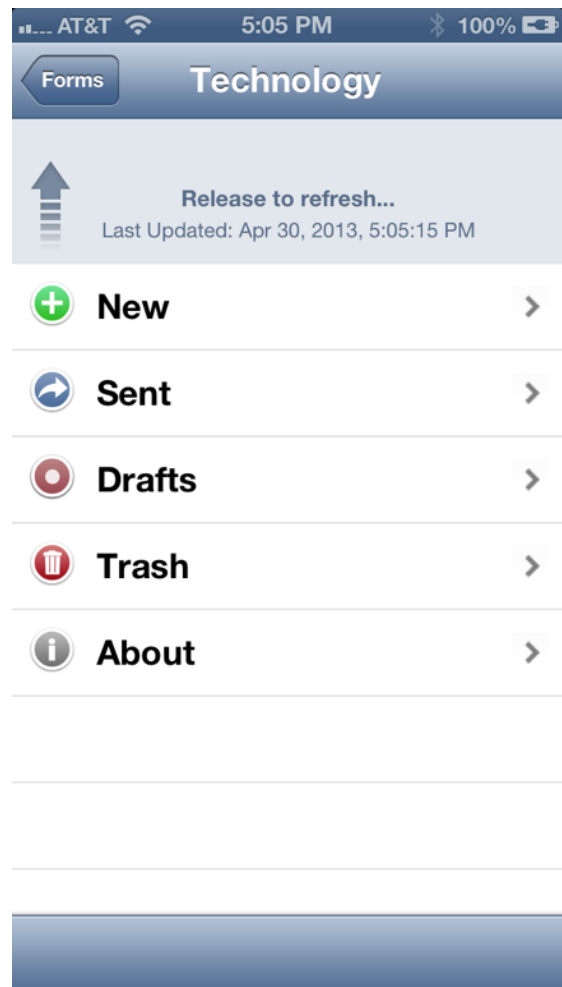 AT&T 5:05 PM 100%
Forms Technology
Release to refresh...
Last Updated: Apr 30, 2013, 5:05:15 PM
New
Sent
Drafts
Trash
About